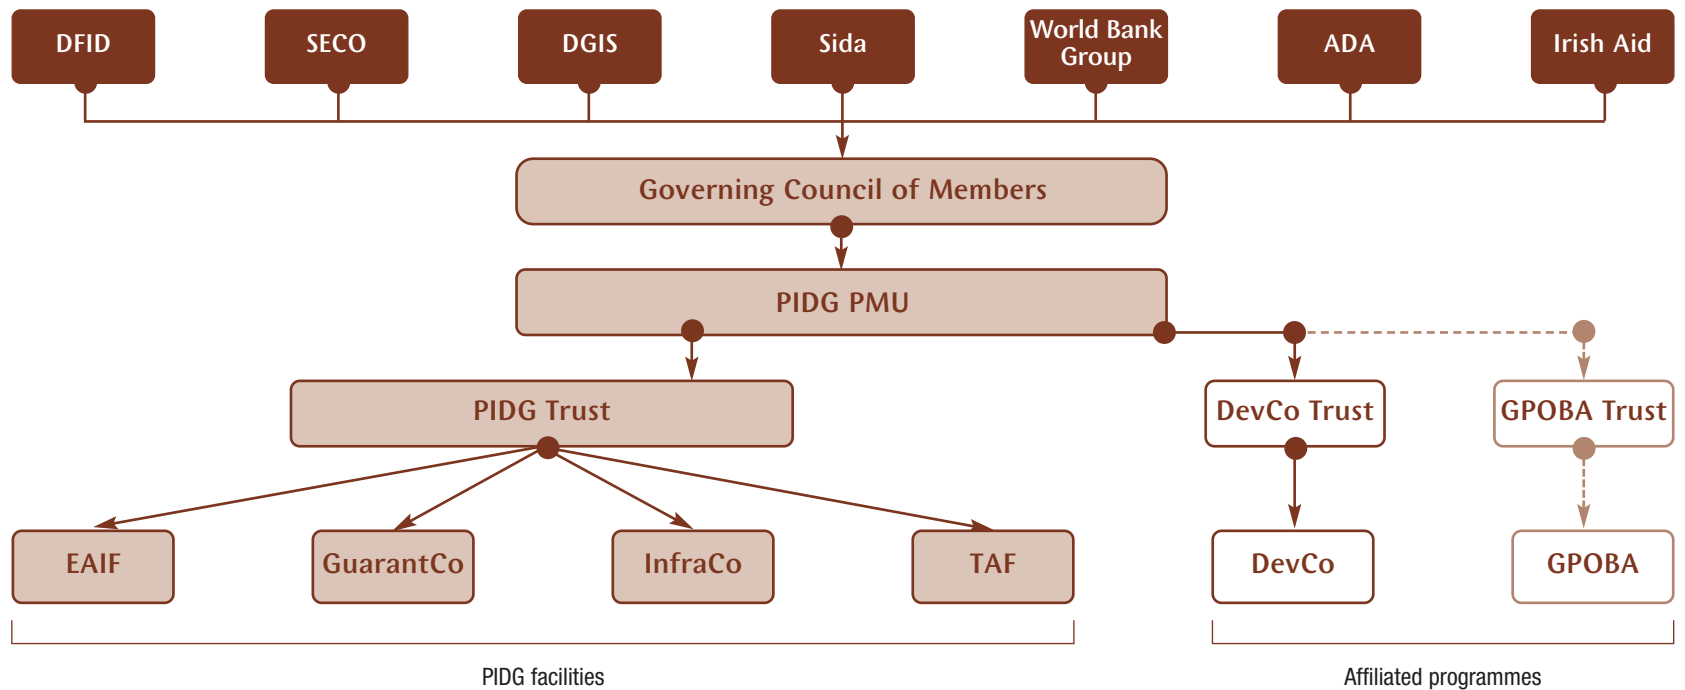 DFID
SECO
DGIS
Sida
World Bank
Group
ADA
Irish Aid
Governing Council of Members
PIDG PMU
PIDG Trust
DevCo Trust
GPOBA Trust
EAIF
GuarantCo
InfraCo
TAF
DevCo
GPOBA
PIDG facilities
Affiliated programmes